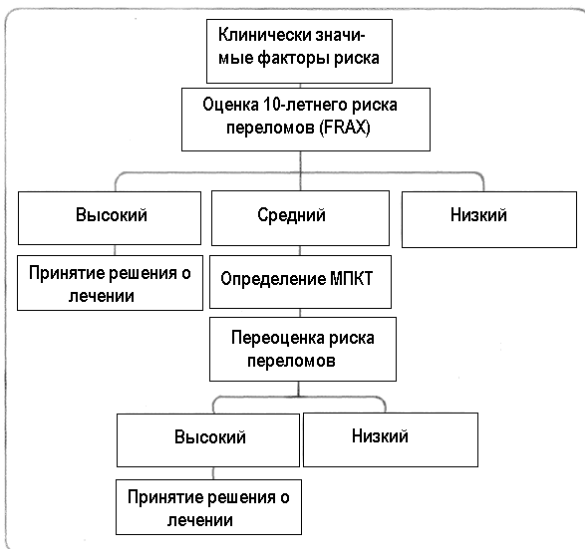 Клинически значи-
мые факторы риска
Оценка 10-летнего риска
переломов (FRAX)
Высокий
Средний
Низкий
Принятие решения о
лечении
Определение МПКТ
Переоценка риска
переломов
Высокий
Низкий
Принятие решения о
лечении